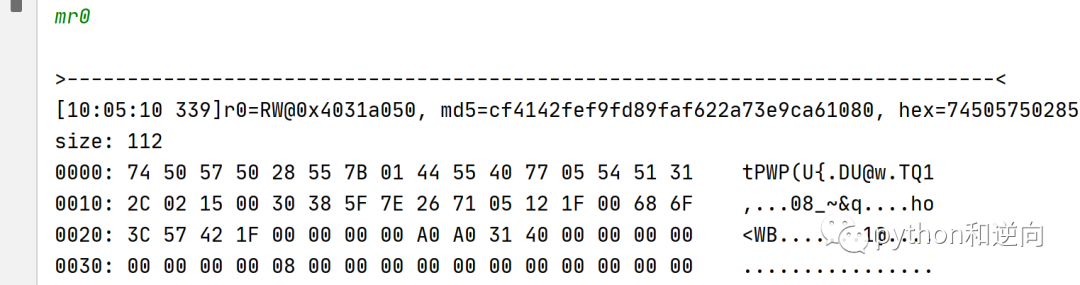 mr0
>-----------------------------------------------------------------------------<
[10:05:10 339]r0=RW@0x4031a050, md5=cf4142fef9fd89faf622a73e9ca61080, hex=74505750285
size: 112
0000: 74 50 57 50 28 55 7B 01 44 55 40 77 05 54 51 31    tPWP(U{.DU@w.TQ1
0010: 2C 02 15 00 30 38 5F 7E 26 71 05 12 1F 00 68 6F    ,...08_~&q....ho
0020: 3C 57 42 1F 00 00 00 00 A0 A0 31 40 00 00 00 00    <WB.......1@....
0030: 00 00 00 00 08 00 00 00 00 00 00 00 00 00 00 00    ................
python和逆向